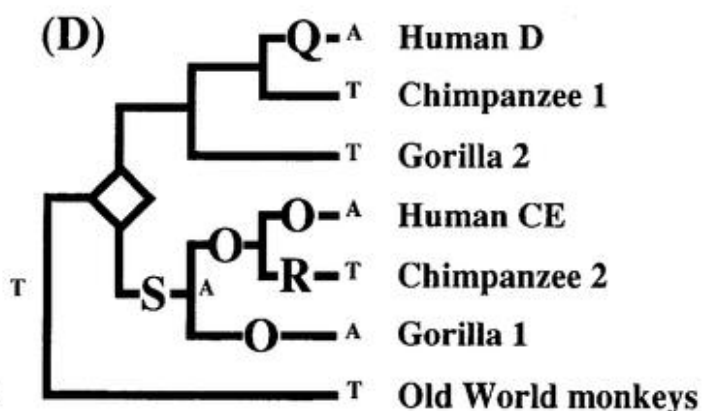 (D)
Q A Human D
T Chimpanzee 1
T Gorilla 2
O A Human CE
O
R T Chimpanzee 2
T S A
O A Gorilla 1
T Old World monkeys